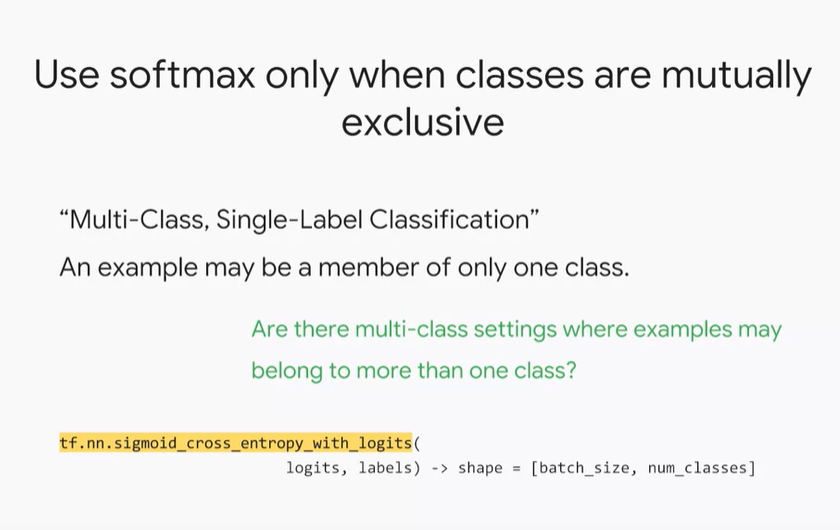 Use softmax only when classes are mutually
exclusive
“Multi-Class, Single-Label Classification”
An example may be a member of only one class.
Are there multi-class settings where examples may
belong to more than one class?
tf.nn.sigmoid_cross_entropy_with_logits(
logits, labels) -> shape = [batch_size, num_classes]